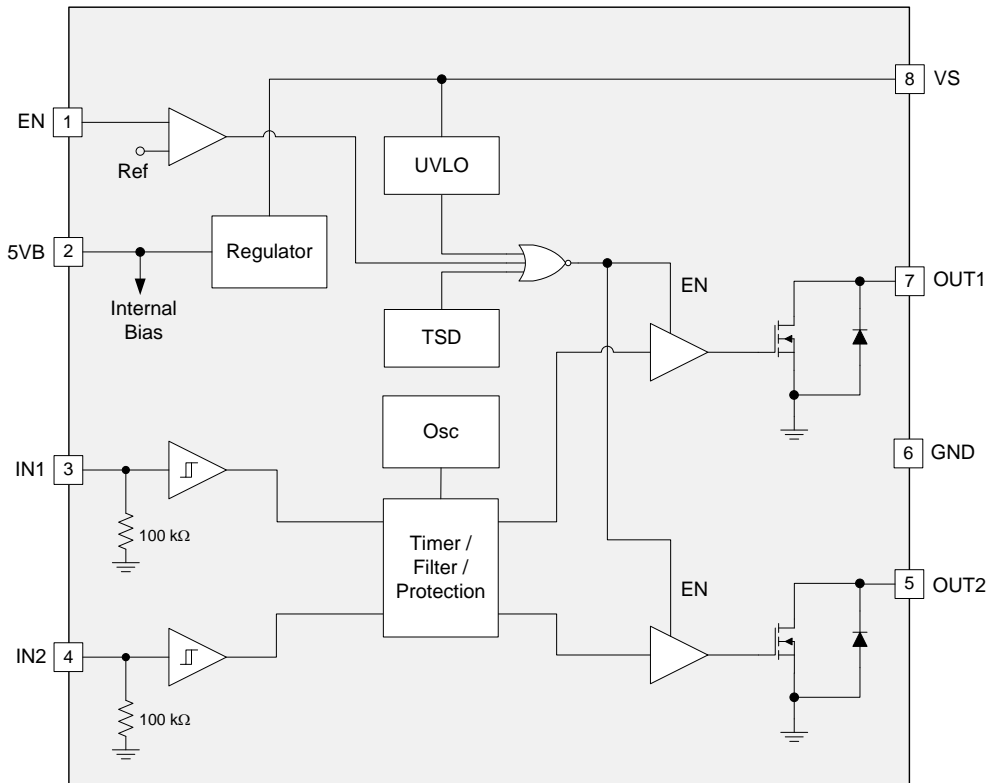 8 VS
EN 1
UVLO
Ref
5VB 2
Regulator
Internal
Bias
EN
7 OUT1
TSD
Osc
IN1 3
6 GND
100 kΩ
Timer /
Filter /
Protection
EN
5 OUT2
IN2 4
100 kΩ